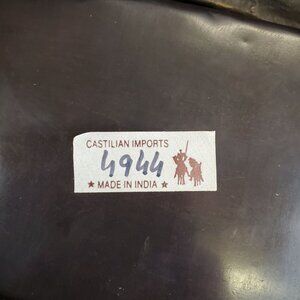 CASTILIAN IMPORTS
4944
★ MADE IN INDIA ★